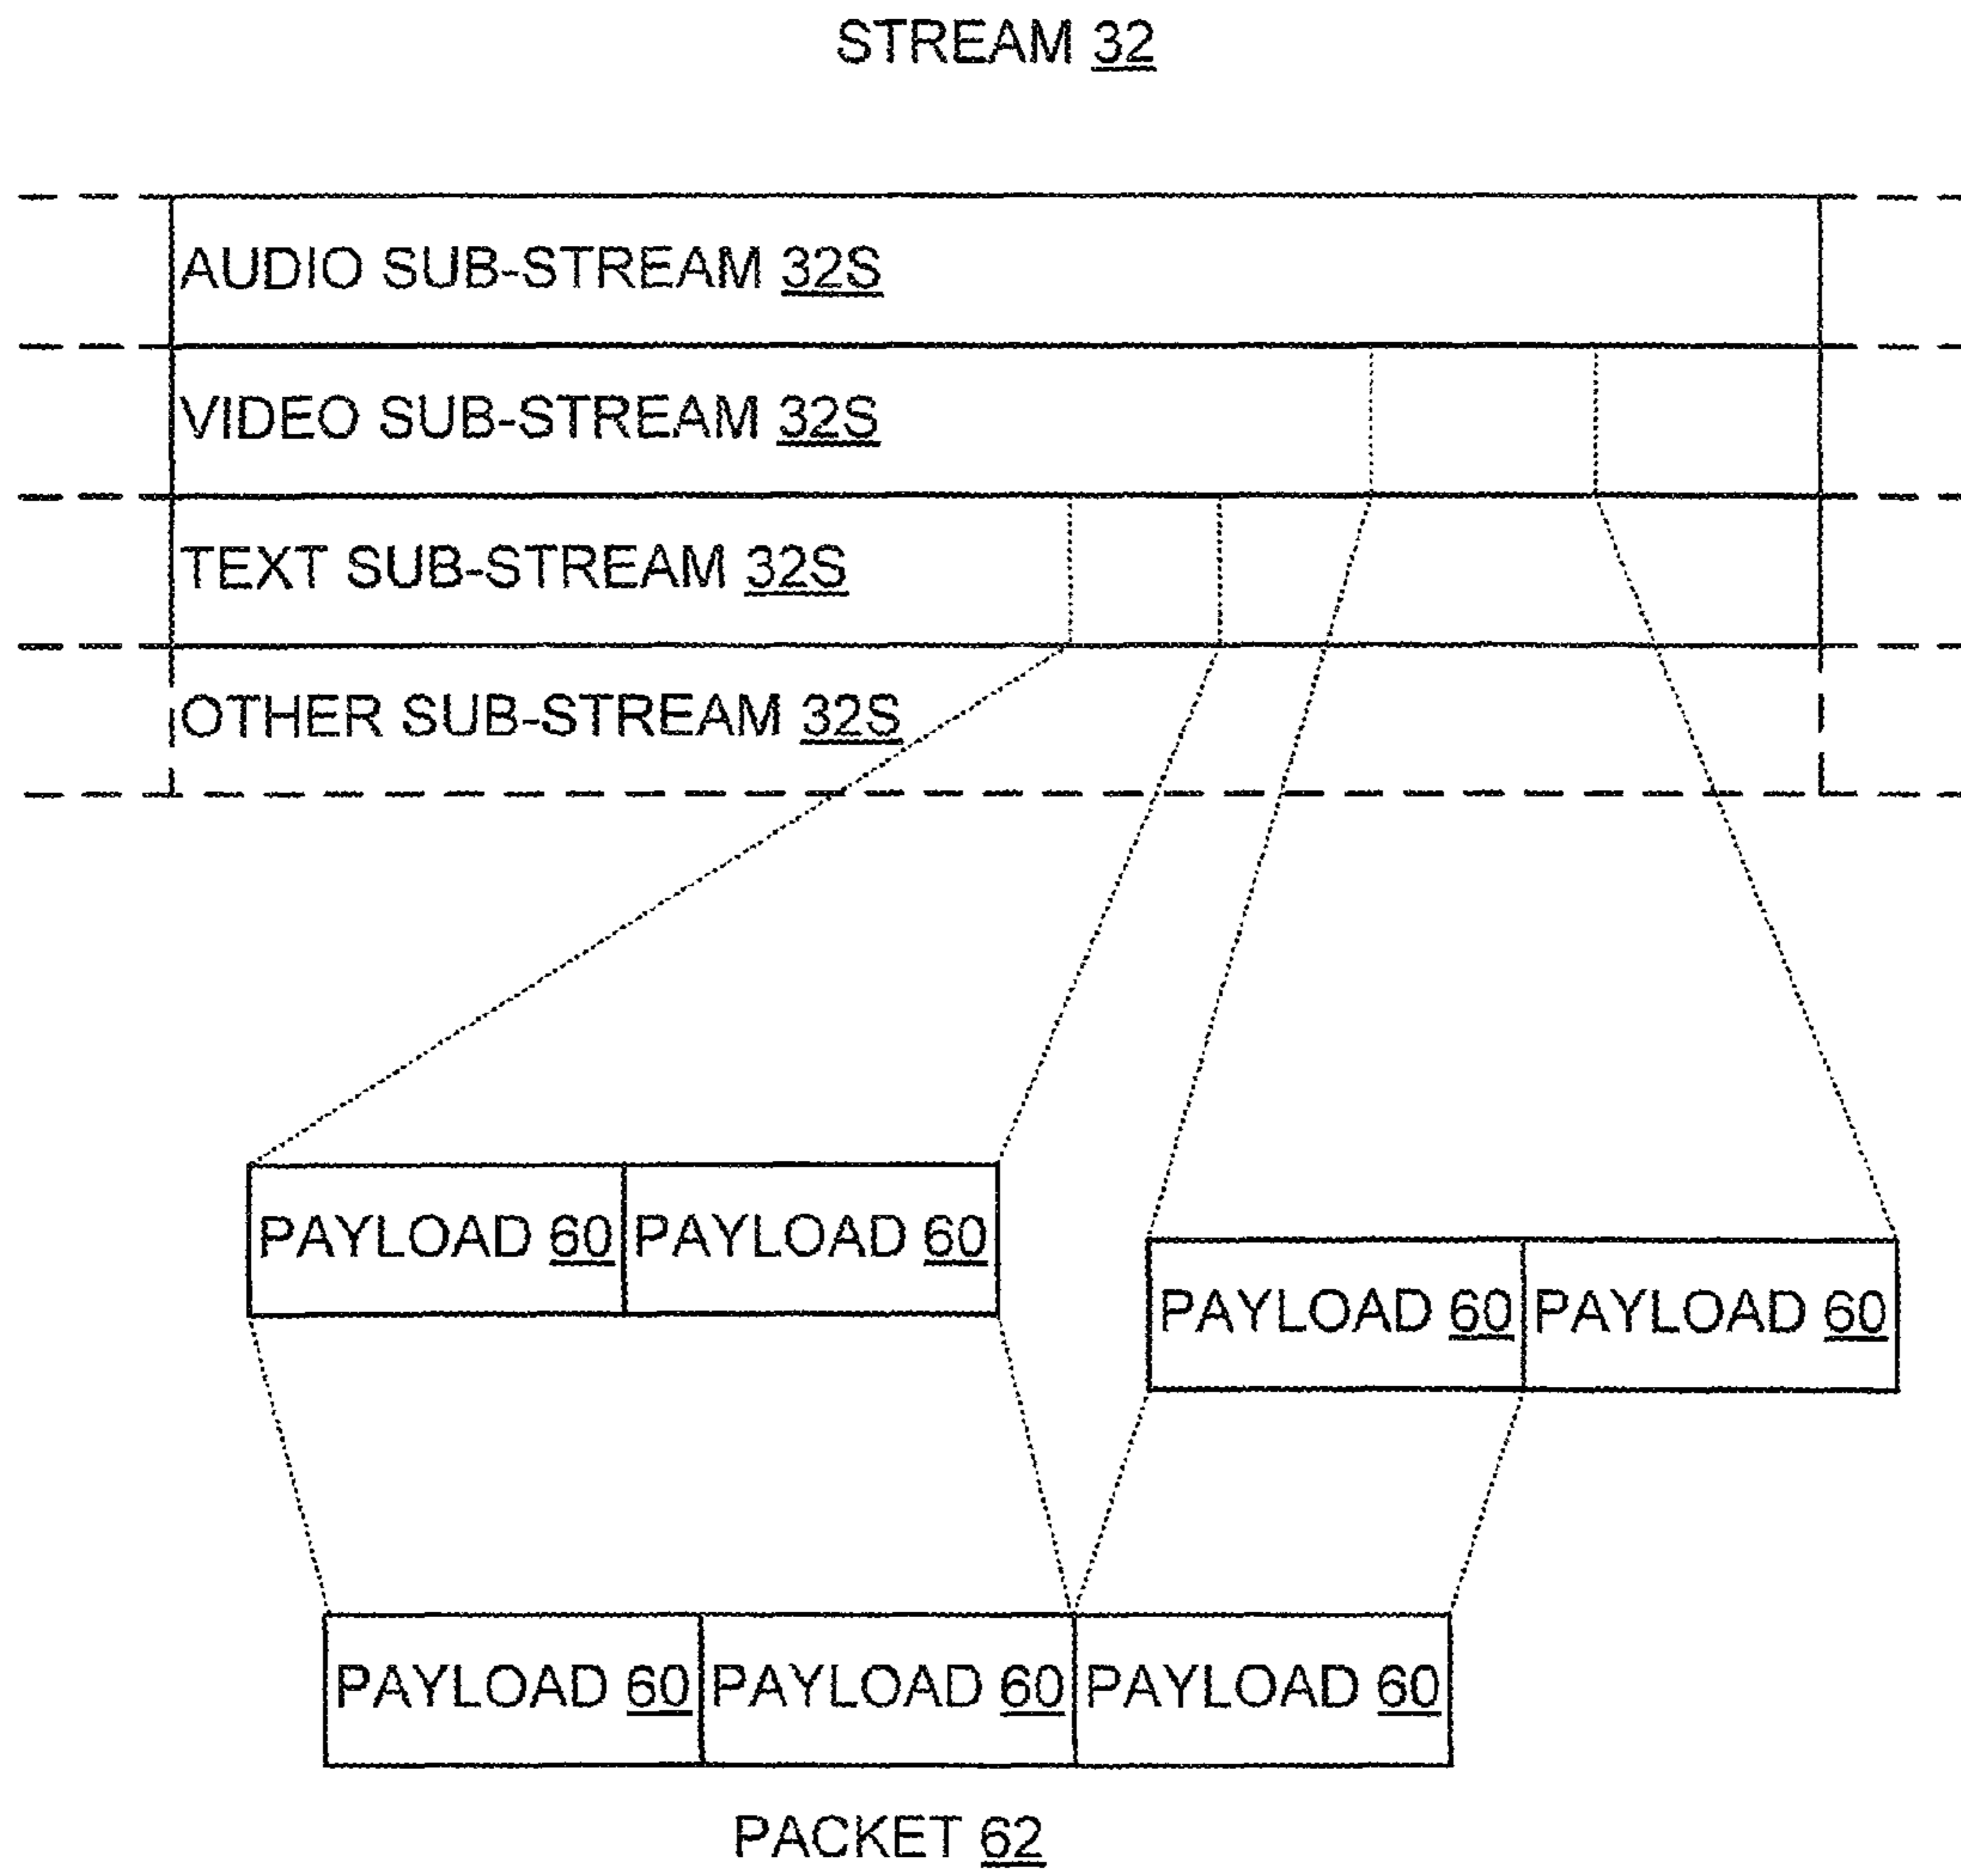 STREAM 32
AUDIO SUB-STREAM 32S
VIDEO SUB-STREAM 32S
TEXT SUB-STREAM 32S
OTHER SUB-STREAM 32S
PAYLOAD 60 PAYLOAD 60
PAYLOAD 60 PAYLOAD 60
PAYLOAD 60 PAYLOAD 60 PAYLOAD 60
PACKET 62